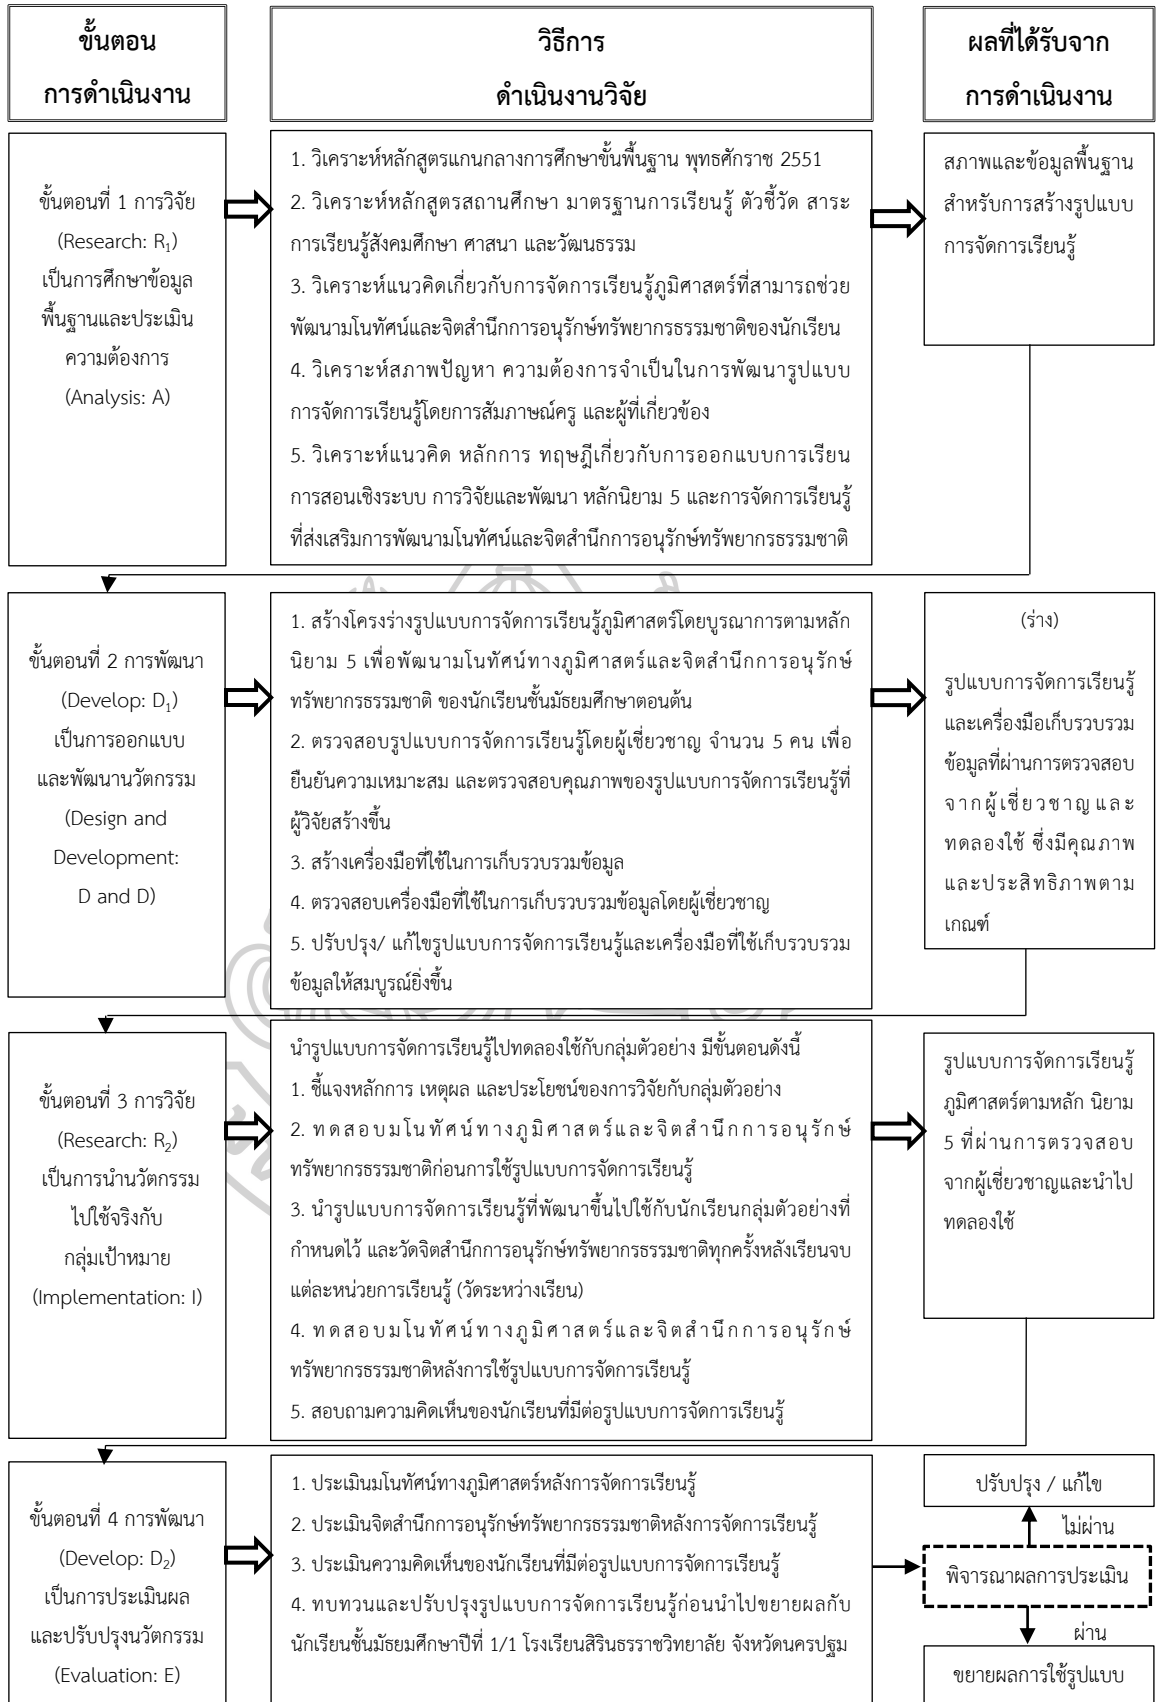 ขั้นตอน
การดำเนินงาน
วิธีการ
ดำเนินงานวิจัย
ผลที่ได้รับจาก
การดำเนินงาน
ขั้นตอนที่ 1 การวิจัย
(Research: R1)
เป็นการศึกษาข้อมูล
พื้นฐานและประเมิน
ความต้องการ
(Analysis: A)
1. วิเคราะห์หลักสูตรแกนกลางการศึกษาขั้นพื้นฐาน พุทธศักราช 2551
2. วิเคราะห์หลักสูตรสถานศึกษา มาตรฐานการเรียนรู้ ตัวชี้วัด สาระ
การเรียนรู้สังคมศึกษา ศาสนา และวัฒนธรรม
3. วิเคราะห์แนวคิดเกี่ยวกับการจัดการเรียนรู้ภูมิศาสตร์ที่สามารถช่วย
พัฒนามโนทัศน์และจิตสำนึกการอนุรักษ์ทรัพยากรธรรมชาติของนักเรียน
4. วิเคราะห์สภาพปัญหา ความต้องการจำเป็นในการพัฒนารูปแบบ
การจัดการเรียนรู้โดยการสัมภาษณ์ครู และผู้ที่เกี่ยวข้อง
5. วิเคราะห์แนวคิด หลักการ ทฤษฎีเกี่ยวกับการออกแบบการเรียน
การสอนเชิงระบบ การวิจัยและพัฒนา หลักนิยาม 5 และการจัดการเรียนรู้
ที่ส่งเสริมการพัฒนามโนทัศน์และจิตสำนึกการอนุรักษ์ทรัพยากรธรรมชาติ
สภาพและข้อมูลพื้นฐาน
สำหรับการสร้างรูปแบบ
การจัดการเรียนรู้
ขั้นตอนที่ 2 การพัฒนา
(Develop: D1)
เป็นการออกแบบ
และพัฒนานวัตกรรม
(Design and
Development:
D and D)
1. สร้างโครงร่างรูปแบบการจัดการเรียนรู้ภูมิศาสตร์โดยบูรณาการตามหลัก
นิยาม 5 เพื่อพัฒนามโนทัศน์ทางภูมิศาสตร์และจิตสำนึกการอนุรักษ์
ทรัพยากรธรรมชาติ ของนักเรียนชั้นมัธยมศึกษาตอนต้น
2. ตรวจสอบรูปแบบการจัดการเรียนรู้โดยผู้เชี่ยวชาญ จำนวน 5 คน เพื่อ
ยืนยันความเหมาะสม และตรวจสอบคุณภาพของรูปแบบการจัดการเรียนรู้ที่
ผู้วิจัยสร้างขึ้น
3. สร้างเครื่องมือที่ใช้ในการเก็บรวบรวมข้อมูล
4. ตรวจสอบเครื่องมือที่ใช้ในการเก็บรวบรวมข้อมูลโดยผู้เชี่ยวชาญ
5. ปรับปรุง/ แก้ไขรูปแบบการจัดการเรียนรู้และเครื่องมือที่ใช้เก็บรวบรวม
ข้อมูลให้สมบูรณ์ยิ่งขึ้น
(ร่าง)
รูปแบบการจัดการเรียนรู้
และเครื่องมือเก็บรวบรวม
ข้อมูลที่ผ่านการตรวจสอบ
จากผู้เชี่ยวชาญและ
ทดลองใช้ ซึ่งมีคุณภาพ
และประสิทธิภาพตาม
เกณฑ์
ขั้นตอนที่ 3 การวิจัย
(Research: R2)
เป็นการนำนวัตกรรม
ไปใช้จริงกับ
กลุ่มเป้าหมาย
(Implementation: I)
นำรูปแบบการจัดการเรียนรู้ไปทดลองใช้กับกลุ่มตัวอย่าง มีขั้นตอนดังนี้
1. ชี้แจงหลักการ เหตุผล และประโยชน์ของการวิจัยกับกลุ่มตัวอย่าง
2. ทดสอบมโนทัศน์ทางภูมิศาสตร์และจิตสำนึกการอนุรักษ์
ทรัพยากรธรรมชาติก่อนการใช้รูปแบบการจัดการเรียนรู้
3. นำรูปแบบการจัดการเรียนรู้ที่พัฒนาขึ้นไปใช้กับนักเรียนกลุ่มตัวอย่างที่
กำหนดไว้ และวัดจิตสำนึกการอนุรักษ์ทรัพยากรธรรมชาติทุกครั้งหลังเรียนจบ
แต่ละหน่วยการเรียนรู้ (วัดระหว่างเรียน)
4. ทดสอบมโนทัศน์ทางภูมิศาสตร์และจิตสำนึกการอนุรักษ์
ทรัพยากรธรรมชาติหลังการใช้รูปแบบการจัดการเรียนรู้
5. สอบถามความคิดเห็นของนักเรียนที่มีต่อรูปแบบการจัดการเรียนรู้
รูปแบบการจัดการเรียนรู้
ภูมิศาสตร์ตามหลัก นิยาม
5 ที่ผ่านการตรวจสอบ
จากผู้เชี่ยวชาญและนำไป
ทดลองใช้
ขั้นตอนที่ 4 การพัฒนา
(Develop: D2)
เป็นการประเมินผล
และปรับปรุงนวัตกรรม
(Evaluation: E)
1. ประเมินมโนทัศน์ทางภูมิศาสตร์หลังการจัดการเรียนรู้
2. ประเมินจิตสำนึกการอนุรักษ์ทรัพยากรธรรมชาติหลังการจัดการเรียนรู้
3. ประเมินความคิดเห็นของนักเรียนที่มีต่อรูปแบบการจัดการเรียนรู้
4. ทบทวนและปรับปรุงรูปแบบการจัดการเรียนรู้ก่อนนำไปขยายผลกับ
นักเรียนชั้นมัธยมศึกษาปีที่ 1/1 โรงเรียนสิรินธรราชวิทยาลัย จังหวัดนครปฐม
ปรับปรุง / แก้ไข
ไม่ผ่าน
พิจารณาผลการประเมิน
ผ่าน
ขยายผลการใช้รูปแบบ